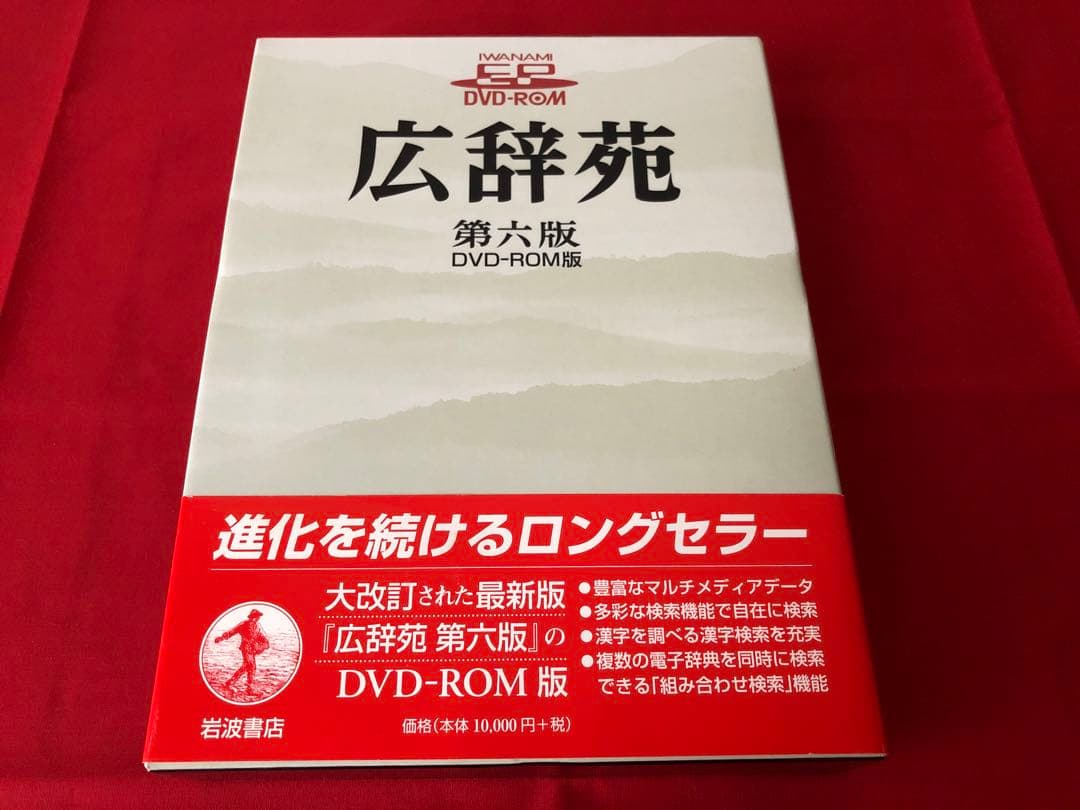 IWANAMI
EP
DVD-ROM
広辞苑
第六版
DVD-ROM版
進化を続けるロングセラー
大改訂された最新版
『広辞苑 第六版』の
DVD-ROM 版
価格(本体 10,000 円+税)
●豊富なマルチメディアデータ
●多彩な検索機能で自在に検索
●漢字を調べる漢字検索を充実
●複数の電子辞典を同時に検索
できる「組み合わせ検索」機能
岩波書店